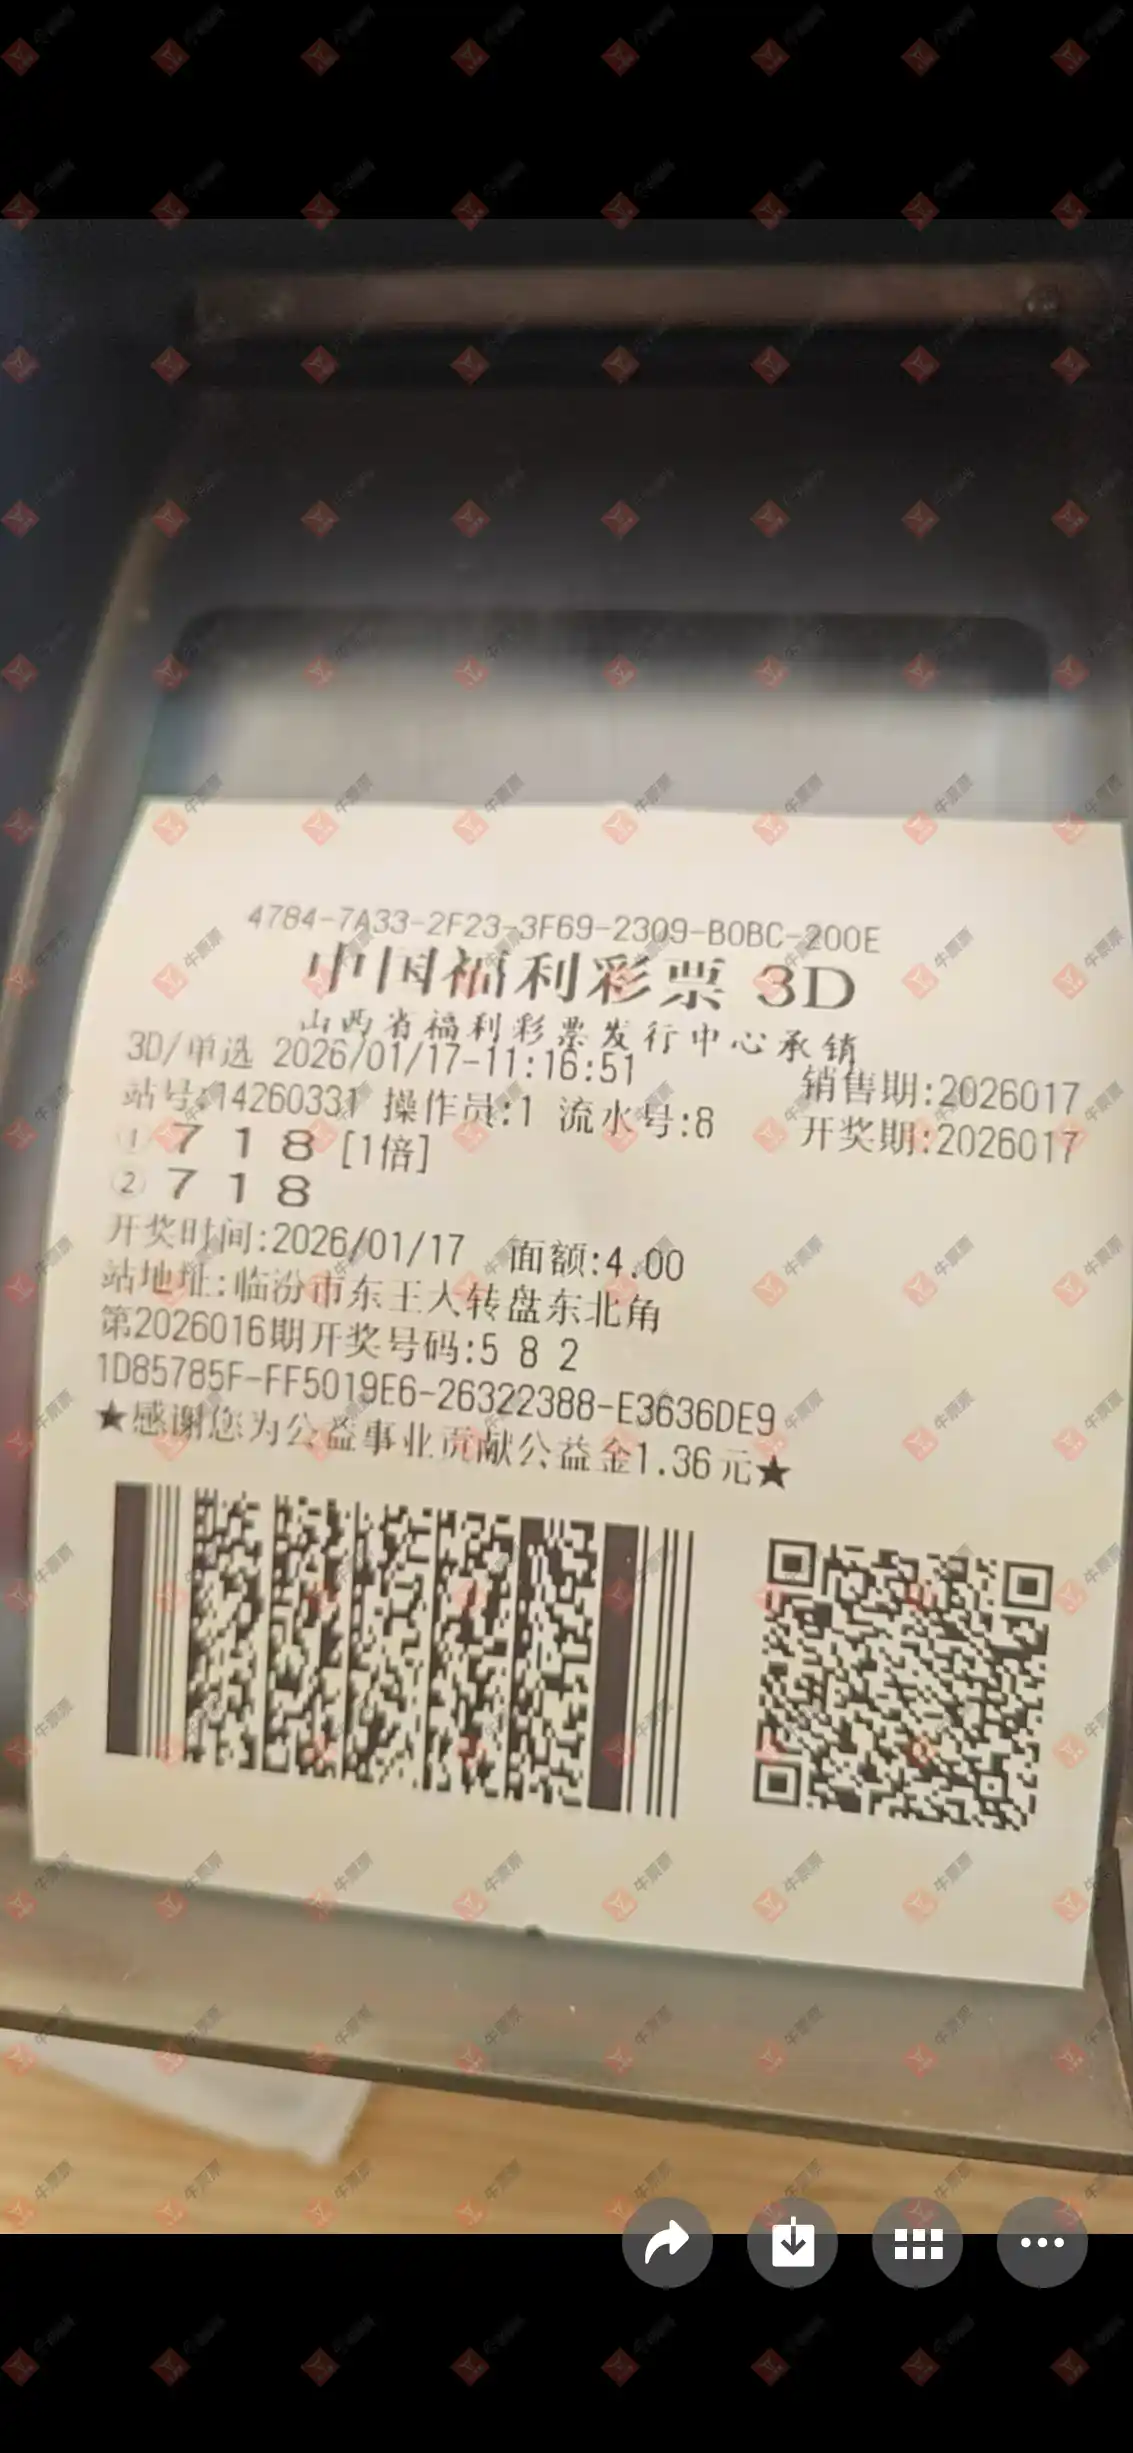 4784-7A33-2F23-3F69-2309-B0BC-200E
中国福利彩票 3D
山西省福利彩票发行中心承销
3D/单选 2026/01/17-11:16:51 销售期:2026017
站号:14260331 操作员:1 流水号:8 开奖期:2026017
① 7 1 8 [1倍]
② 7 1 8
开奖时间:2026/01/17 面额:4.00
站地址:临汾市东王大转盘东北角
第2026016期开奖号码:5 8 2
1D85785F-FF5019E6-26322388-E3636DE9
★感谢您为公益事业贡献公益金1.36元★
牛票票